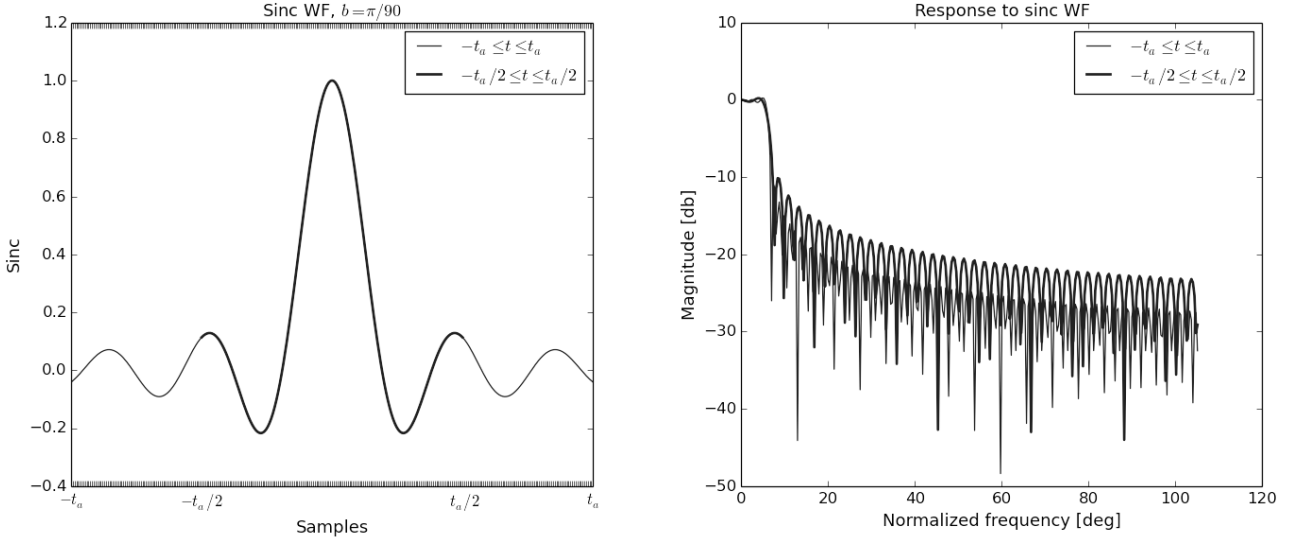 Sinc WF, b = π/90
1.2
1.0
0.8
0.6
0.4
0.2
0.0
−0.2
−0.4
Sinc
−t_a ≤ t ≤ t_a
−t_a/2 ≤ t ≤ t_a/2
−t_a
−t_a/2
t_a/2
t_a
Samples
Response to sinc WF
10
0
−10
−20
−30
−40
−50
Magnitude [db]
−t_a ≤ t ≤ t_a
−t_a/2 ≤ t ≤ t_a/2
0
20
40
60
80
100
120
Normalized frequency [deg]